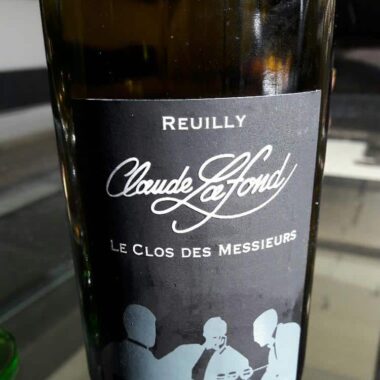 REUILLY
Claude Lafond
LE CLOS DES MESSIEURS